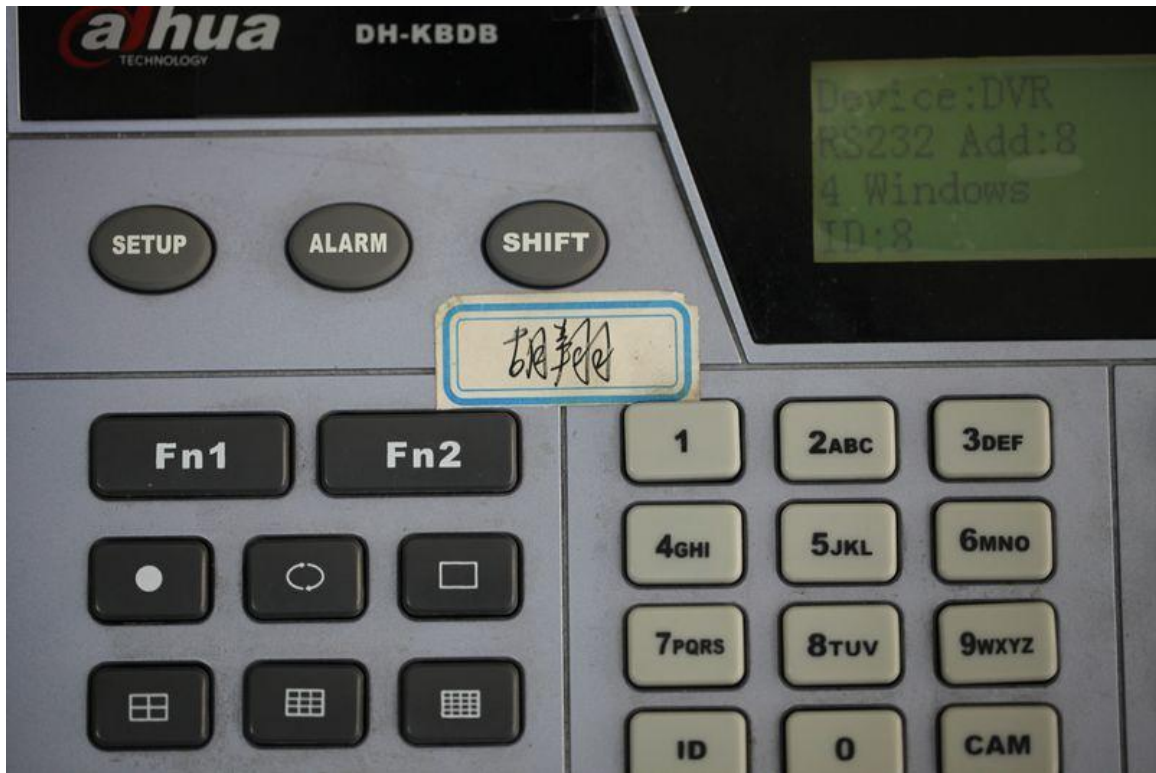 alhua
TECHNOLOGY
DH-KBDB
Device:DVR
RS232 Add:8
4 Windows
ID:8
SETUP
ALARM
SHIFT
胡翔
Fn1
Fn2
1
2ABC
3DEF
4GHI
5JKL
6MNO
7PQRS
8TUV
9WXYZ
ID
0
CAM